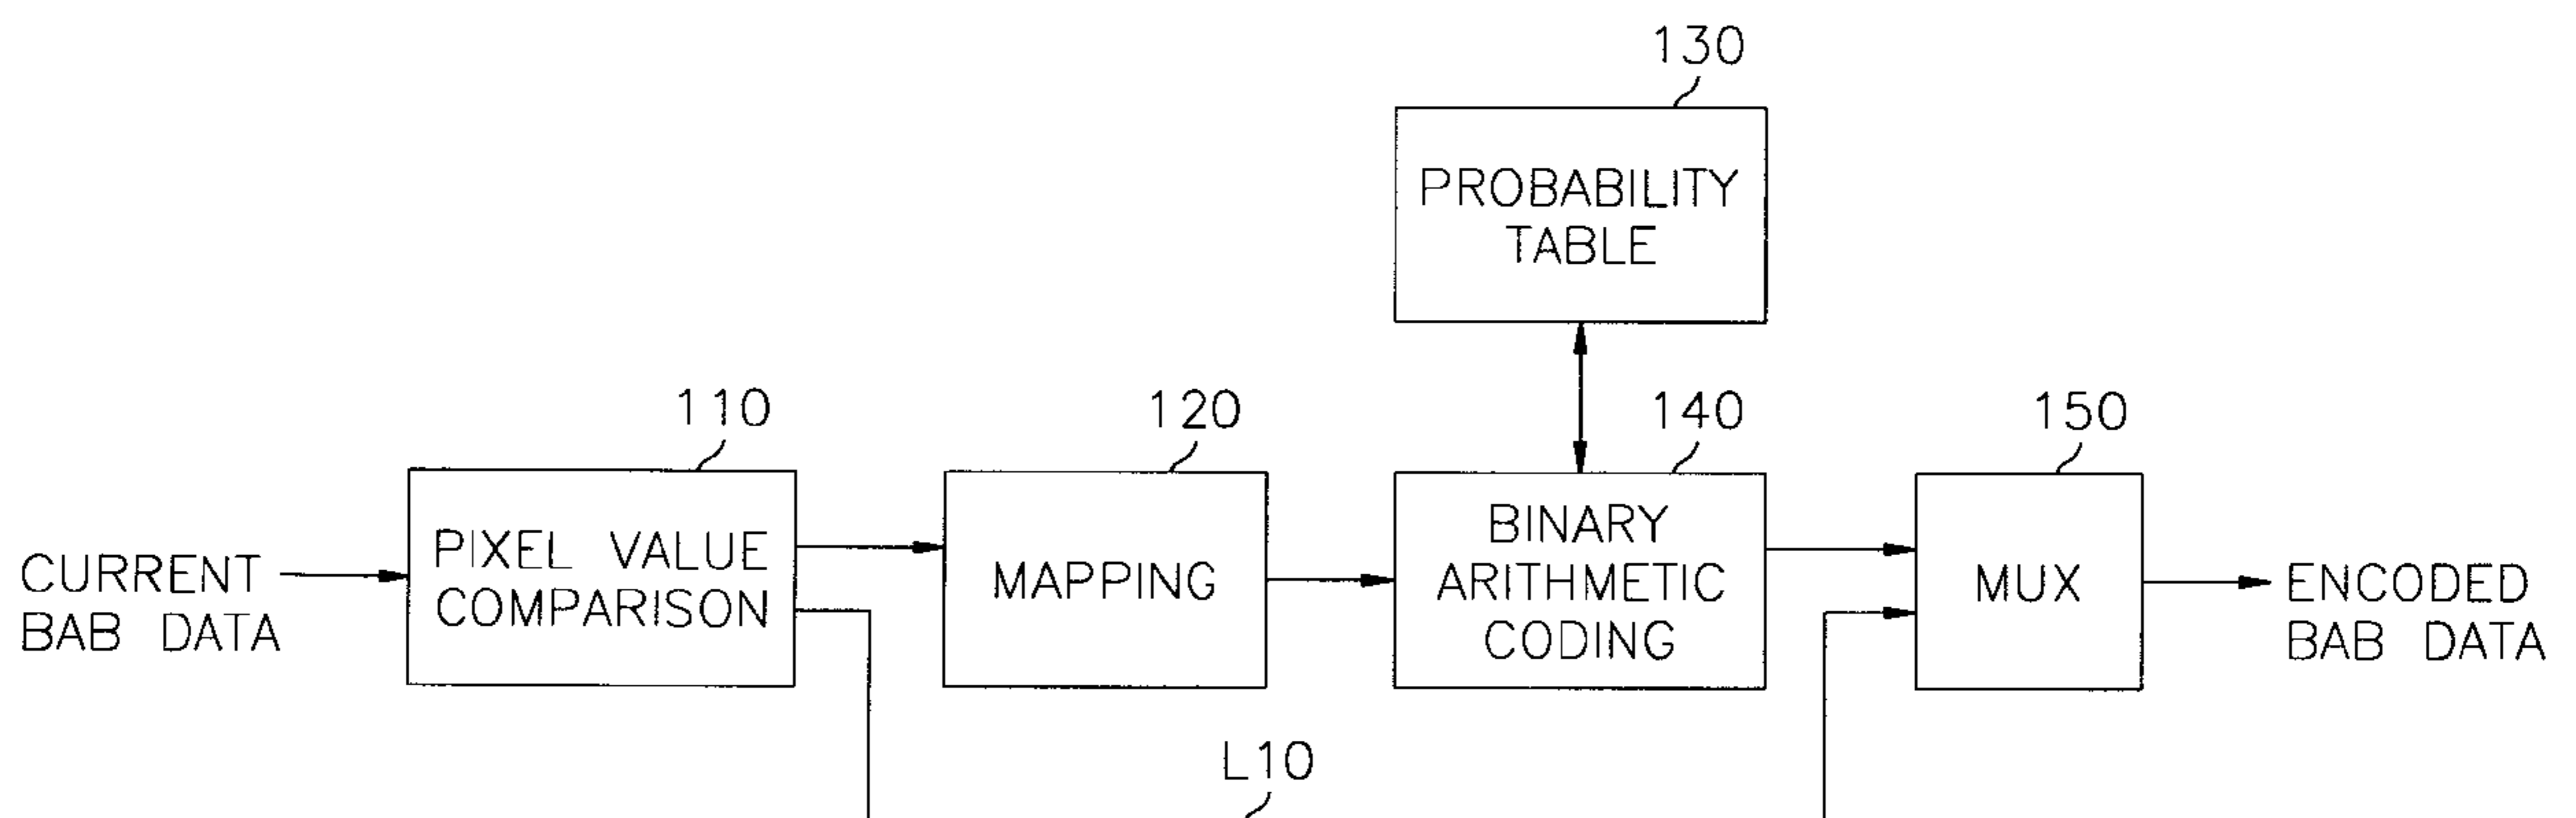 130
PROBABILITY
TABLE
110
120
140
150
CURRENT
BAB DATA
PIXEL VALUE
COMPARISON
MAPPING
BINARY
ARITHMETIC
CODING
MUX
ENCODED
BAB DATA
L10